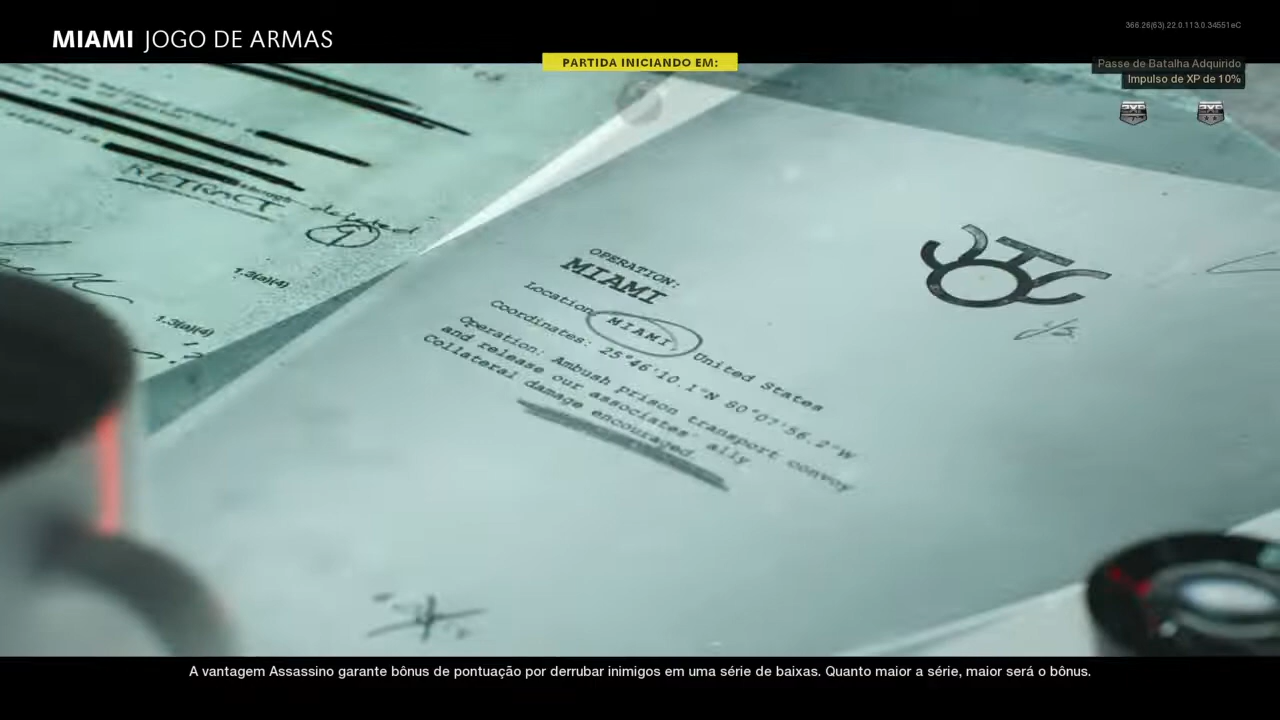 MIAMI JOGO DE ARMAS
366.26(63).22.0.113.0.34551eC
PARTIDA INICIANDO EM:
Passe de Batalha Adquirido
Impulso de XP de 10%
2XP
2XP
RETRACT
deleted
1
1.3(a)(4)
1.3(a)(4)
OPERATION:
MIAMI
Location: MIAMI, United States
Coordinates: 25°46'10.1"N 80°07'56.2"W
Operation: Ambush prison transport convoy
and release our associates' ally
Collateral damage encouraged.
A vantagem Assassino garante bônus de pontuação por derrubar inimigos em uma série de baixas. Quanto maior a série, maior será o bônus.